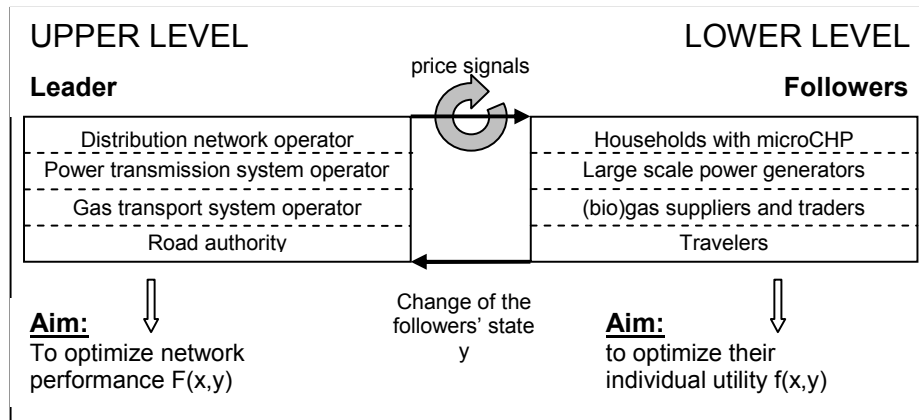 UPPER LEVEL
LOWER LEVEL
price signals
Leader
Followers
Distribution network operator
Households with microCHP
Power transmission system operator
Large scale power generators
Gas transport system operator
(bio)gas suppliers and traders
Road authority
Travelers
Change of the
followers' state
y
Aim:
To optimize network
performance F(x,y)
Aim:
to optimize their
individual utility f(x,y)